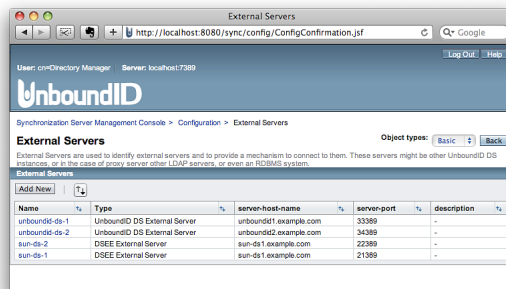 External Servers
http://localhost:8080/sync/config/ConfigConfirmation.jsf
Google
Log Out Help
User: cn=Directory Manager Server: localhost:7389
UnboundID
Synchronization Server Management Console > Configuration > External Servers
External Servers
Object types: Basic Back
External Servers are used to identify external servers and to provide a mechanism to connect to them. These servers might be other UnboundID DS
instances, or in the case of proxy server other LDAP servers, or even an RDBMS system.
External Servers
Add New
Name Type server-host-name server-port description
unboundid-ds-1 UnboundID DS External Server unboundid1.example.com 33389 -
unboundid-ds-2 UnboundID DS External Server unboundid2.example.com 34389 -
sun-ds-2 DSEE External Server sun-ds1.example.com 22389 -
sun-ds-1 DSEE External Server sun-ds1.example.com 21389 -